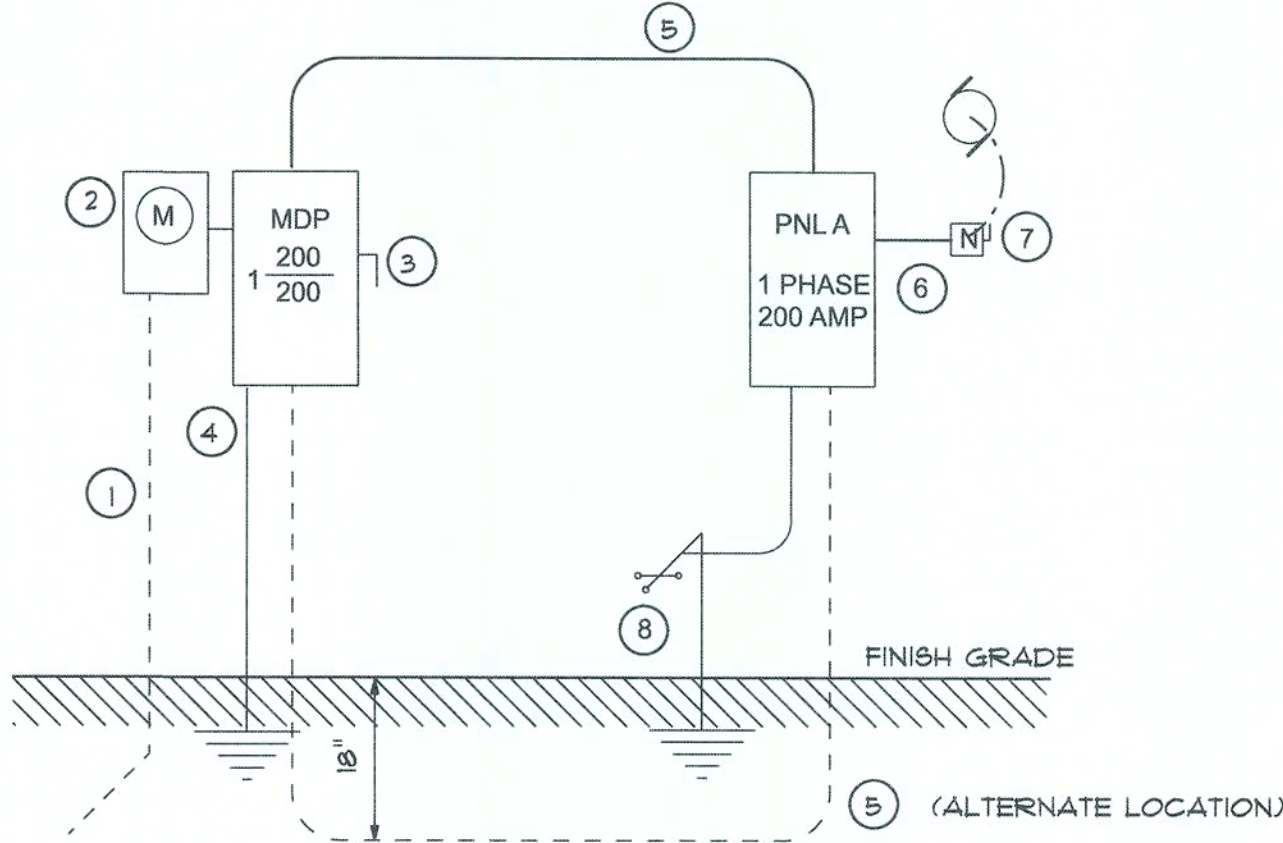 5
2
M
MDP
1 200
200
3
PNL A
1 PHASE
200 AMP
N
7
6
4
1
8
FINISH GRADE
18"
5 (ALTERNATE LOCATION)